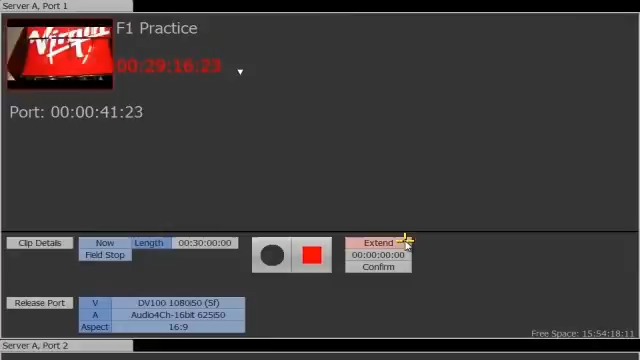 Server A, Port 1
Virgin
F1 Practice
00:29:16:23
Port: 00:00:41:23
Clip Details
Now
Length
00:30:00:00
Extend
Field Stop
00:00:00:00
Confirm
Release Port
V
DV100 1080i50 (5f)
A
Audio4Ch-16bit 625i50
Aspect
16:9
Free Space: 15:54:18:11
Server A, Port 2